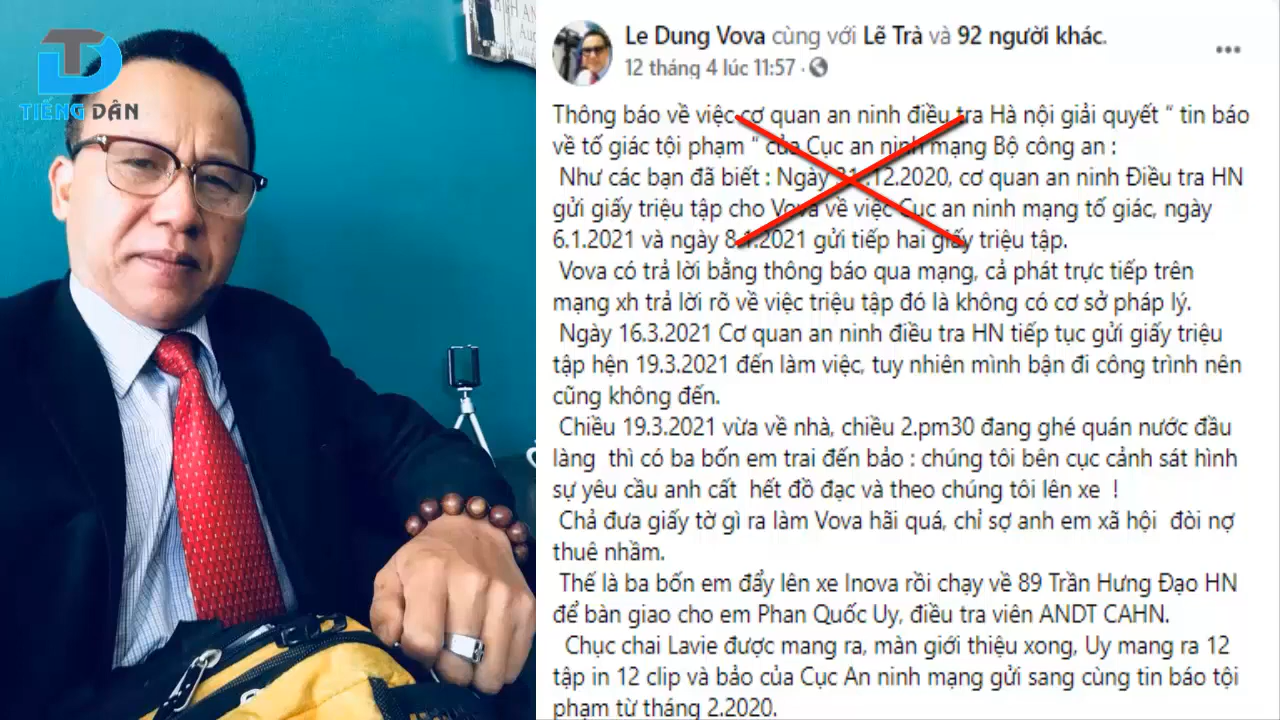 TIẾNG DÂN
Le Dung Vova cùng với Lẽ Trà và 92 người khác.
12 tháng 4 lúc 11:57 ·
Thông báo về việc cơ quan an ninh điều tra Hà nội giải quyết “ tin báo
về tố giác tội phạm “ của Cục an ninh mạng Bộ công an :
Như các bạn đã biết : Ngày 31.12.2020, cơ quan an ninh Điều tra HN
gửi giấy triệu tập cho Vova về việc Cục an ninh mạng tố giác, ngày
6.1.2021 và ngày 8.1.2021 gửi tiếp hai giấy triệu tập.
Vova có trả lời bằng thông báo qua mạng, cả phát trực tiếp trên
mạng xh trả lời rõ về việc triệu tập đó là không có cơ sở pháp lý.
Ngày 16.3.2021 Cơ quan an ninh điều tra HN tiếp tục gửi giấy triệu
tập hện 19.3.2021 đến làm việc, tuy nhiên mình bận đi công trình nên
cũng không đến.
Chiều 19.3.2021 vừa về nhà, chiều 2.pm30 đang ghé quán nước đầu
làng thì có ba bốn em trai đến bảo : chúng tôi bên cục cảnh sát hình
sự yêu cầu anh cất hết đồ đạc và theo chúng tôi lên xe !
Chả đưa giấy tờ gì ra làm Vova hãi quá, chỉ sợ anh em xã hội đòi nợ
thuê nhầm.
Thế là ba bốn em đẩy lên xe Inova rồi chạy về 89 Trần Hưng Đạo HN
để bàn giao cho em Phan Quốc Uy, điều tra viên ANDT CAHN.
Chục chai Lavie được mang ra, màn giới thiệu xong, Uy mang ra 12
tập in 12 clip và bảo của Cục An ninh mạng gửi sang cùng tin báo tội
phạm từ tháng 2.2020.